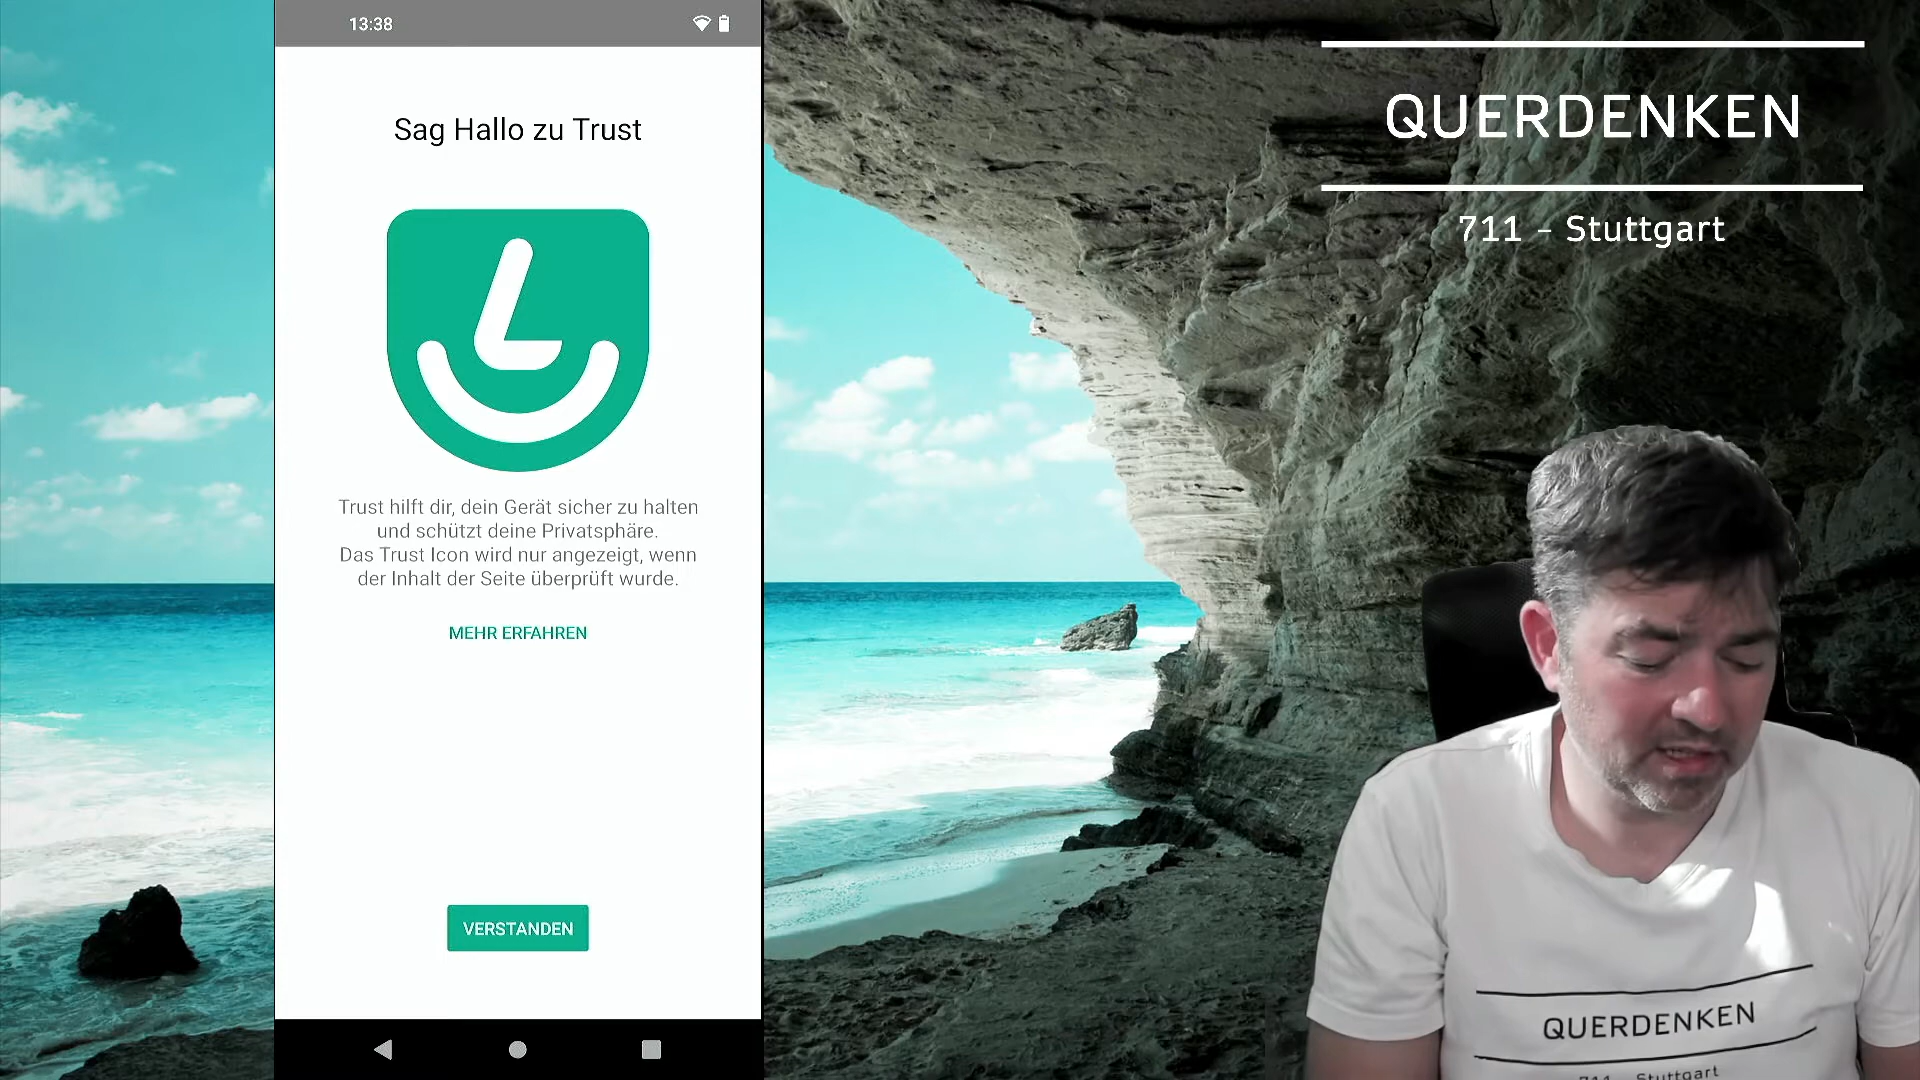 13:38
Sag Hallo zu Trust
Trust hilft dir, dein Gerät sicher zu halten
und schützt deine Privatsphäre.
Das Trust Icon wird nur angezeigt, wenn
der Inhalt der Seite überprüft wurde.
MEHR ERFAHREN
VERSTANDEN
QUERDENKEN
711 – Stuttgart
QUERDENKEN
711 – Stuttgart